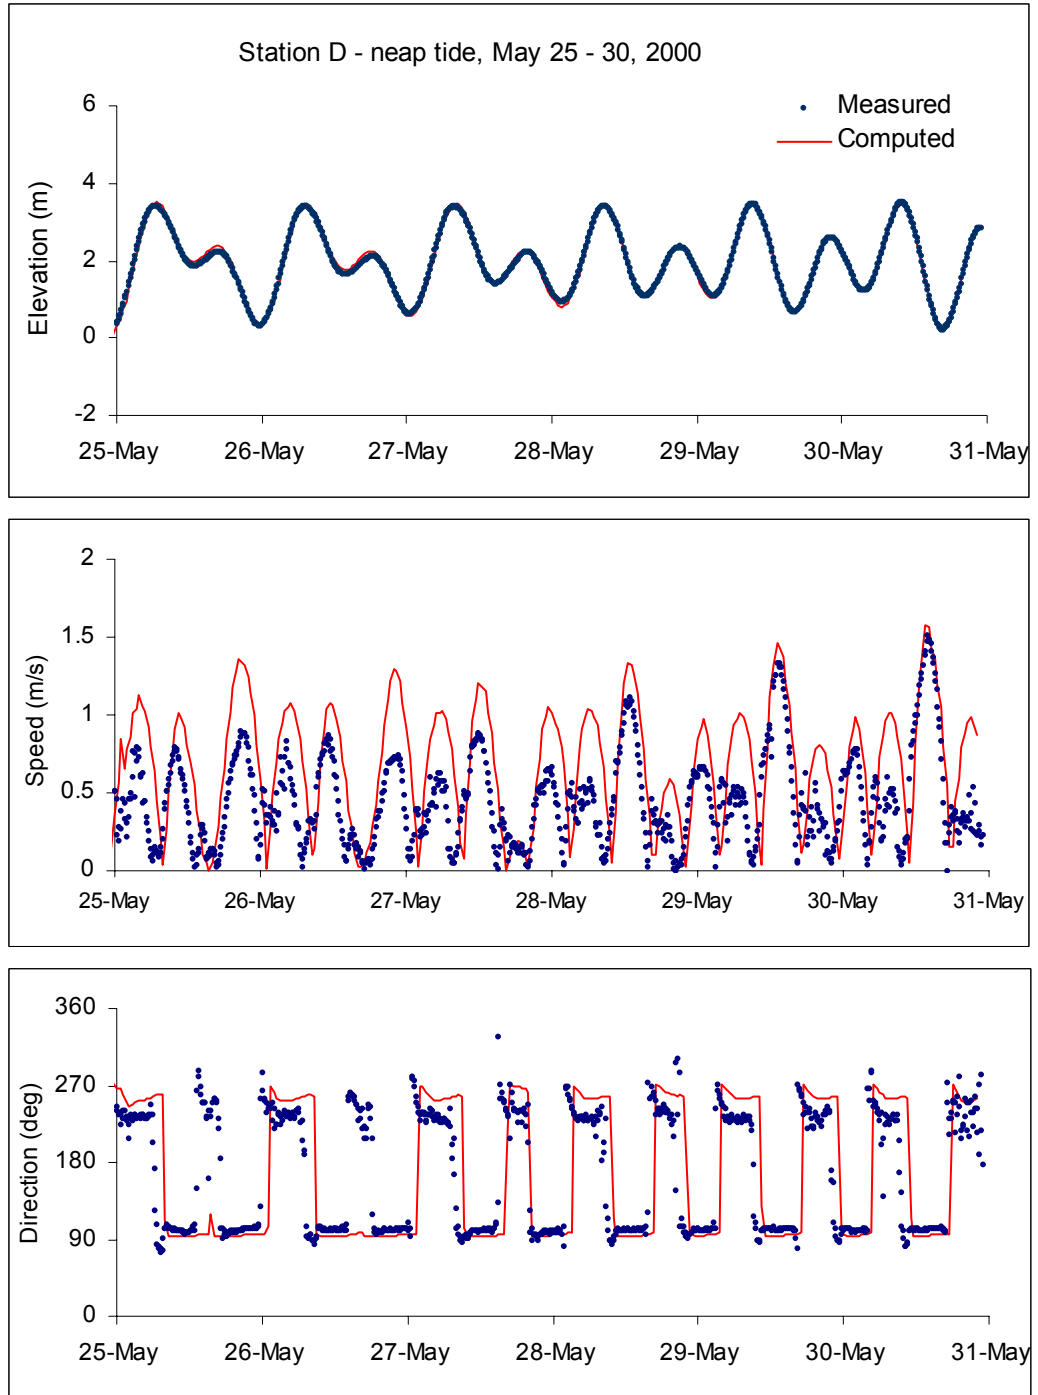 Station D - neap tide, May 25 - 30, 2000
Measured
Computed
Elevation (m)
6
4
2
0
-2
25-May 26-May 27-May 28-May 29-May 30-May 31-May
Speed (m/s)
2
1.5
1
0.5
0
25-May 26-May 27-May 28-May 29-May 30-May 31-May
Direction (deg)
360
270
180
90
0
25-May 26-May 27-May 28-May 29-May 30-May 31-May